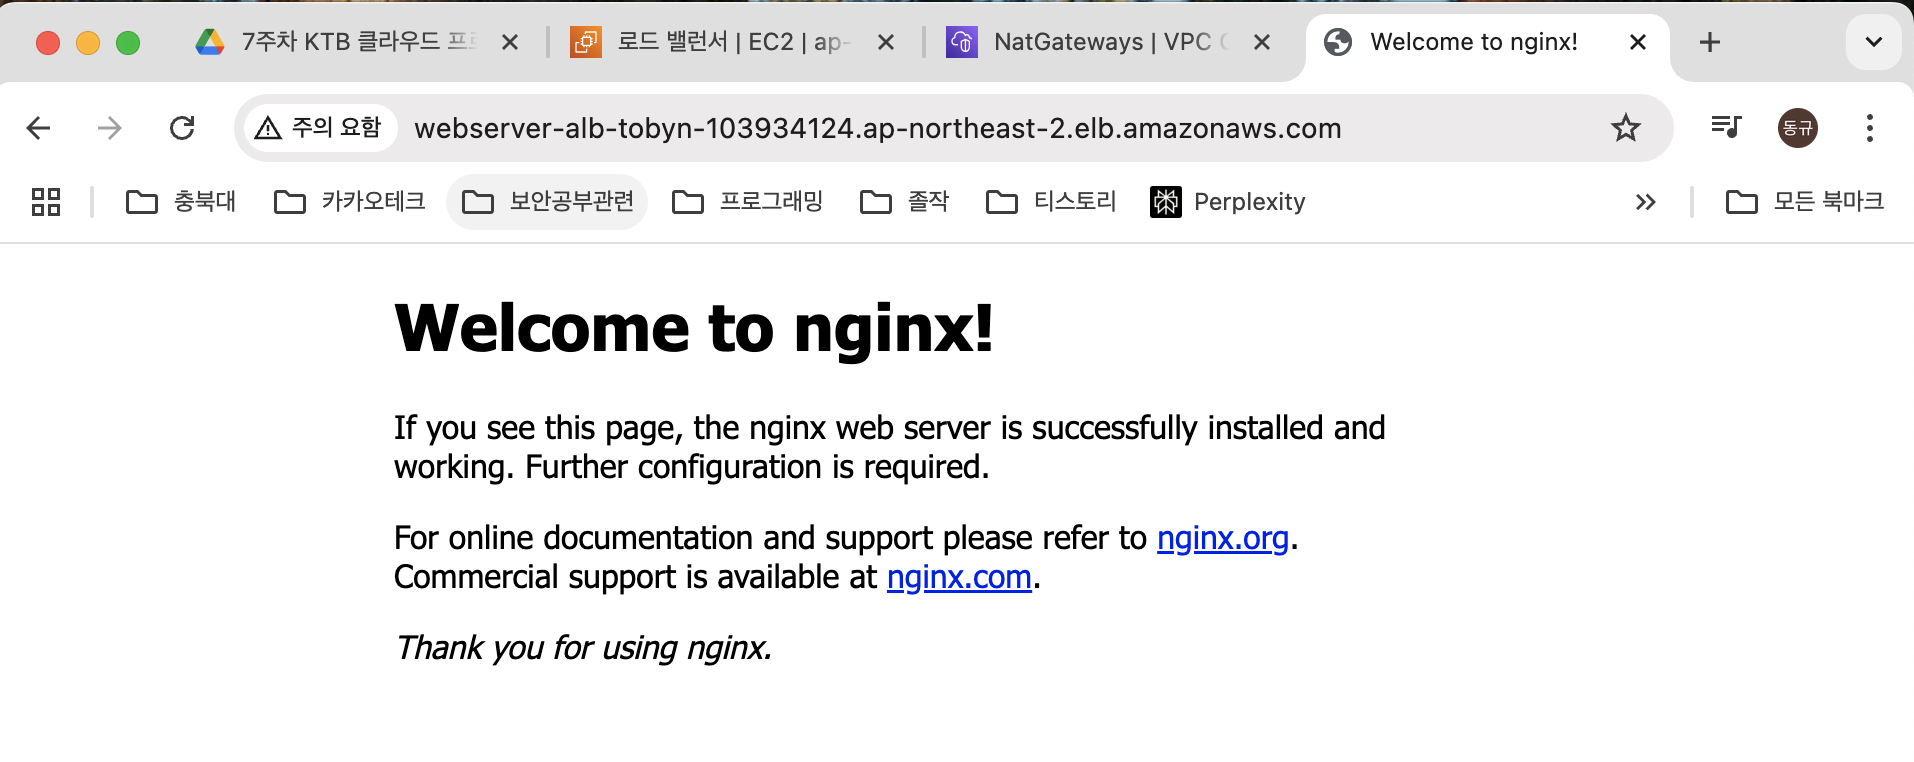 7주차 KTB 클라우드
로드 밸런서 | EC2 | ap-
NatGateways | VPC
Welcome to nginx!
주의 요함
webserver-alb-tobyn-103934124.ap-northeast-2.elb.amazonaws.com
동규
충북대
카카오테크
보안공부관련
프로그래밍
졸작
티스토리
Perplexity
모든 북마크
Welcome to nginx!
If you see this page, the nginx web server is successfully installed and
working. Further configuration is required.
For online documentation and support please refer to nginx.org.
Commercial support is available at nginx.com.
Thank you for using nginx.